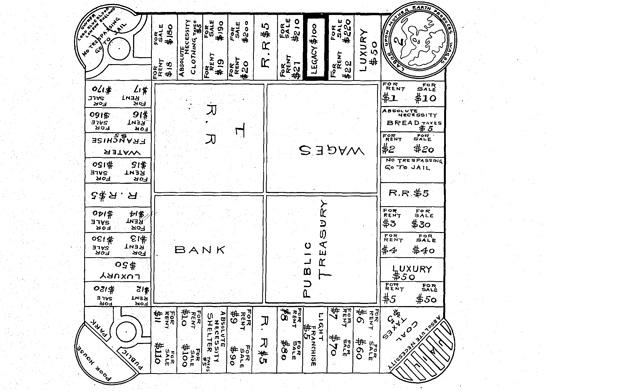 NO TRESPASSING
GO TO JAIL
FOR SALE $180
FOR RENT $18
ABSOLUTE NECESSITY
CLOTHING TAXES $5
FOR SALE $190
FOR RENT $19
FOR SALE $200
FOR RENT $20
R.R $5
FOR SALE $210
FOR RENT $21
LEGACY $100
FOR SALE $220
FOR RENT $22
LUXURY $50
LABOR UPON MOTHER EARTH PRODUCES WAGES
FOR RENT $1
FOR SALE $10
ABSOLUTE
NECESSITY
BREAD TAXES
$5
FOR RENT $2
FOR SALE $20
NO TRESPASSING
GO TO JAIL
R.R. $5
FOR RENT $3
FOR SALE $30
FOR RENT $4
FOR SALE $40
LUXURY
$50
FOR RENT $5
FOR SALE $50
ABSOLUTE NECESSITY
COAL
TAXES
$5
FOR SALE $60
FOR RENT $6
FOR SALE $70
FOR RENT $7
LIGHT
FRANCHISE
$5
FOR SALE $80
FOR RENT $8
R.R $5
FOR SALE $90
FOR RENT $9
ABSOLUTE
NECESSITY
SHELTER TAXES $5
FOR SALE $100
FOR RENT $10
FOR SALE $110
FOR RENT $11
PUBLIC
PARK
POOR HOUSE
FOR RENT $12
FOR SALE $120
LUXURY
$50
FOR RENT $13
FOR SALE $130
FOR RENT $14
FOR SALE $140
R.R $5
FOR RENT $15
FOR SALE $150
WATER
FRANCHISE
$5
FOR RENT $16
FOR SALE $160
FOR RENT $17
FOR SALE $170
R.R
WAGES
BANK
PUBLIC
TREASURY